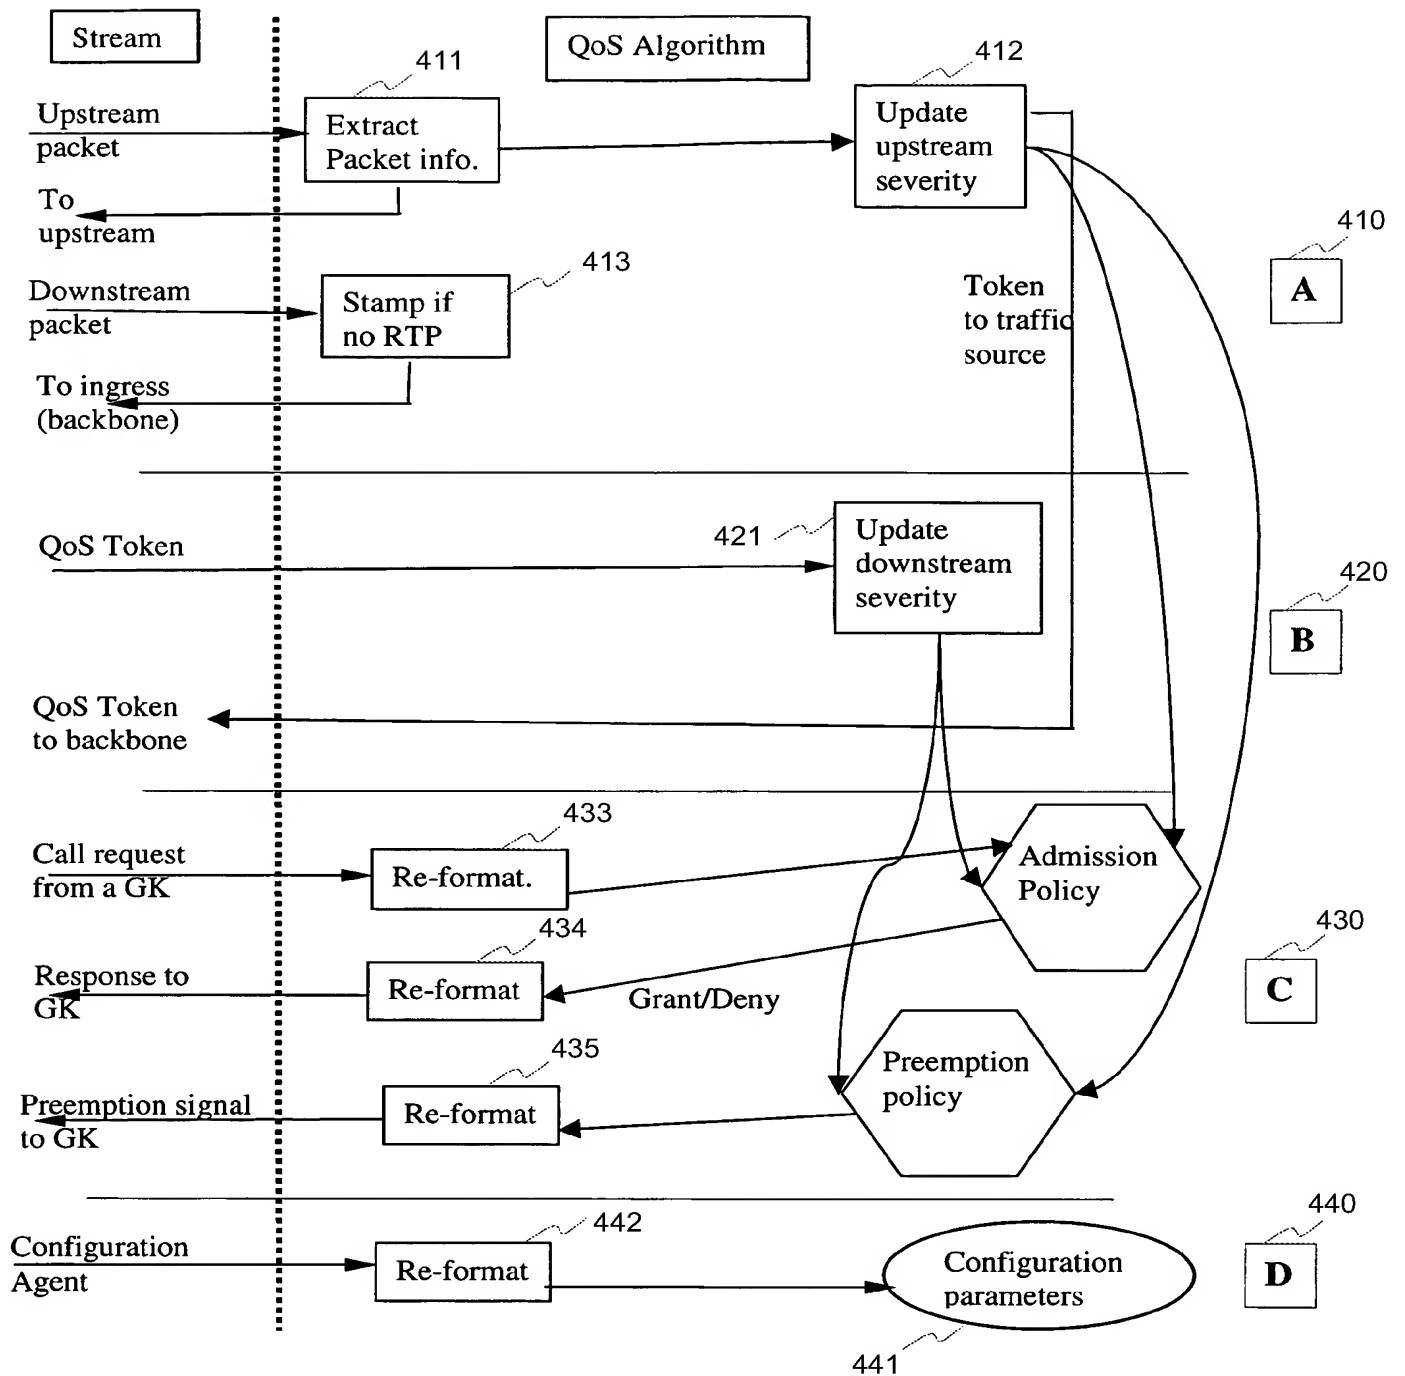 Stream
QoS Algorithm
411
412
Upstream
packet
Extract
Packet info.
Update
upstream
severity
To
upstream
410
A
413
Downstream
packet
Stamp if
no RTP
Token
to traffic
source
To ingress
(backbone)
QoS Token
421
Update
downstream
severity
420
B
QoS Token
to backbone
433
Call request
from a GK
Re-format.
Admission
Policy
434
430
Response to
GK
Re-format
Grant/Deny
C
435
Preemption signal
to GK
Re-format
Preemption
policy
442
440
Configuration
Agent
Re-format
Configuration
parameters
D
441